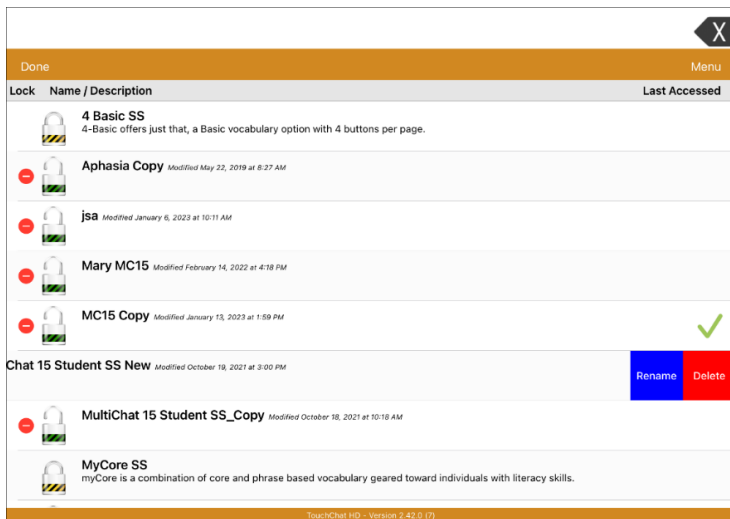 X
Done Menu
Lock Name / Description Last Accessed
4 Basic SS
4-Basic offers just that, a Basic vocabulary option with 4 buttons per page.
Aphasia Copy Modified May 22, 2019 at 8:27 AM
jsa Modified January 6, 2023 at 10:11 AM
Mary MC15 Modified February 14, 2022 at 4:18 PM
MC15 Copy Modified January 13, 2023 at 1:59 PM
Chat 15 Student SS New Modified October 19, 2021 at 3:00 PM Rename Delete
MultiChat 15 Student SS_Copy Modified October 18, 2021 at 10:18 AM
MyCore SS
myCore is a combination of core and phrase based vocabulary geared toward individuals with literacy skills.
TouchChat HD - Version 2.42.0 (7)